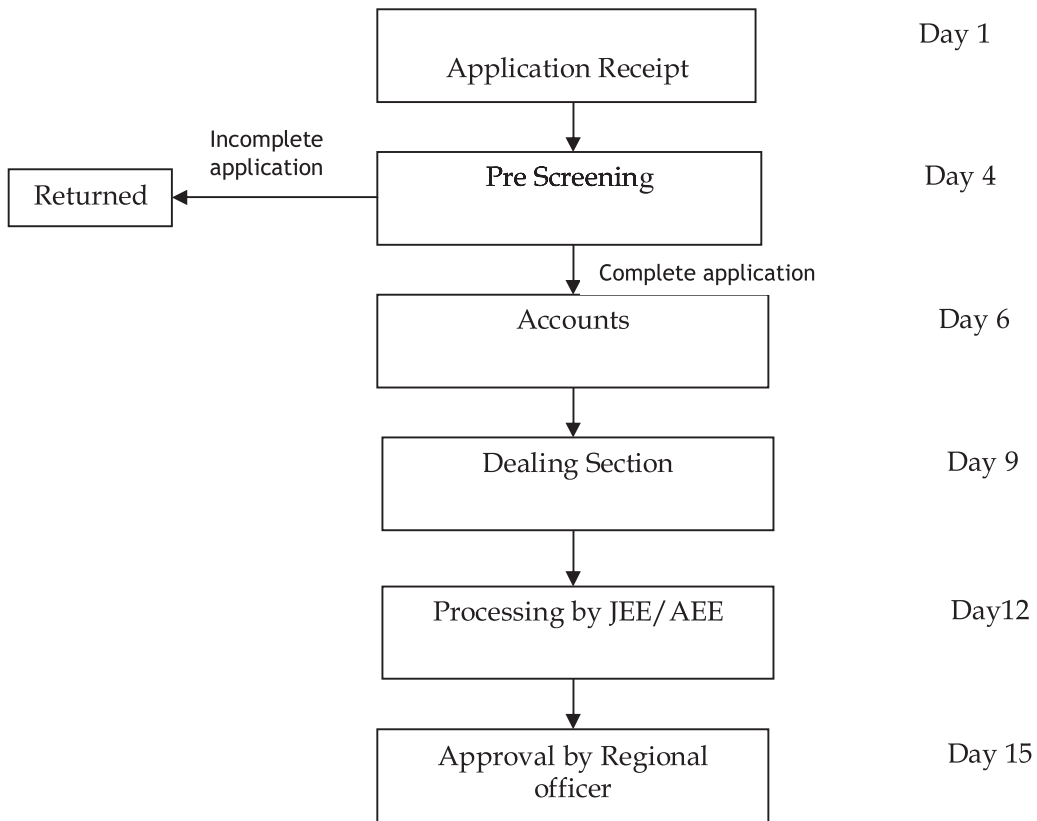 Application Receipt
Day 1
Incomplete
application
Returned
Pre Screening
Day 4
Complete application
Accounts
Day 6
Dealing Section
Day 9
Processing by JEE/AEE
Day12
Approval by Regional
officer
Day 15